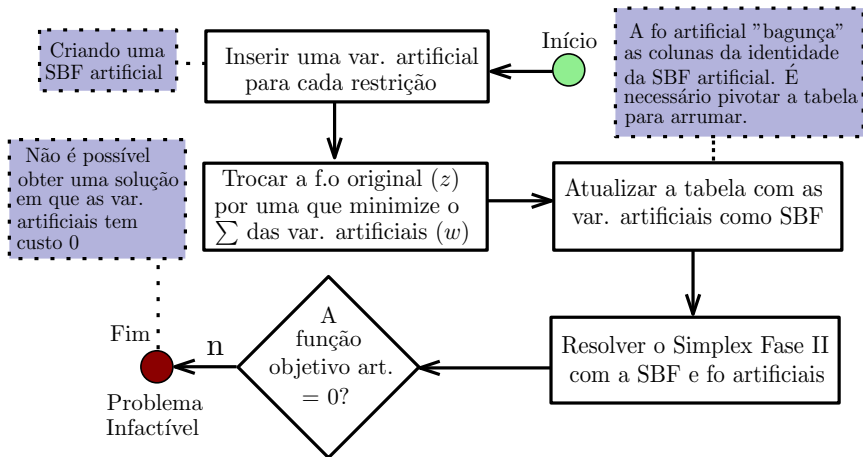 Criando uma
SBF artificial
Inserir uma var. artificial
para cada restrição
Início
A fo artificial "bagunça"
as colunas da identidade
da SBF artificial. É
necessário pivotar a tabela
para arrumar.
Não é possível
obter uma solução
em que as var.
artificiais tem
custo 0
Trocar a f.o original (z)
por uma que minimize o
∑ das var. artificiais (w)
Atualizar a tabela com as
var. artificiais como SBF
Resolver o Simplex Fase II
com a SBF e fo artificiais
A
função
objetivo art.
= 0?
n
Fim
Problema
Infactível